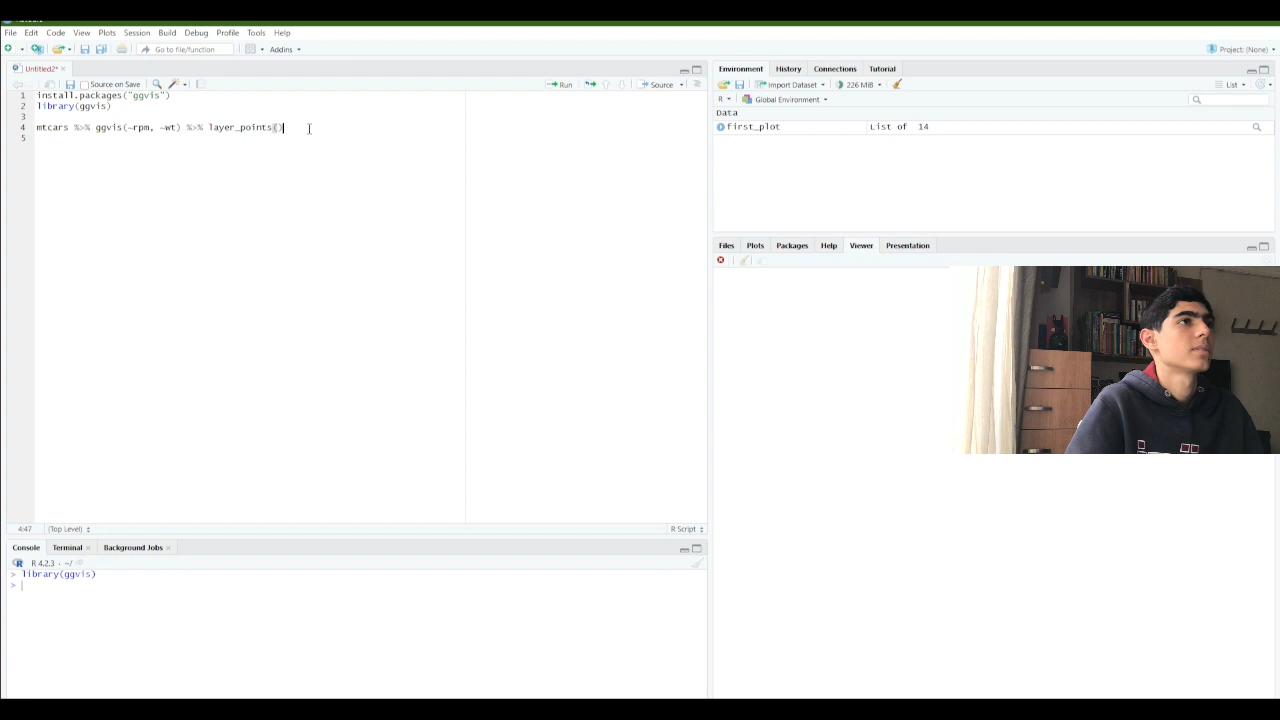 File Edit Code View Plots Session Build Debug Profile Tools Help
Go to file/function Addins Project: (None)
Untitled2*
Source on Save Run Source
1 install.packages("ggvis")
2 library(ggvis)
3
4 mtcars %>% ggvis(~rpm, ~wt) %>% layer_points()
5
4:47 (Top Level) R Script
Console Terminal Background Jobs
R 4.2.3 · ~/
> library(ggvis)
>
Environment History Connections Tutorial
Import Dataset 226 MiB List
R Global Environment
Data
first_plot List of 14
Files Plots Packages Help Viewer Presentation